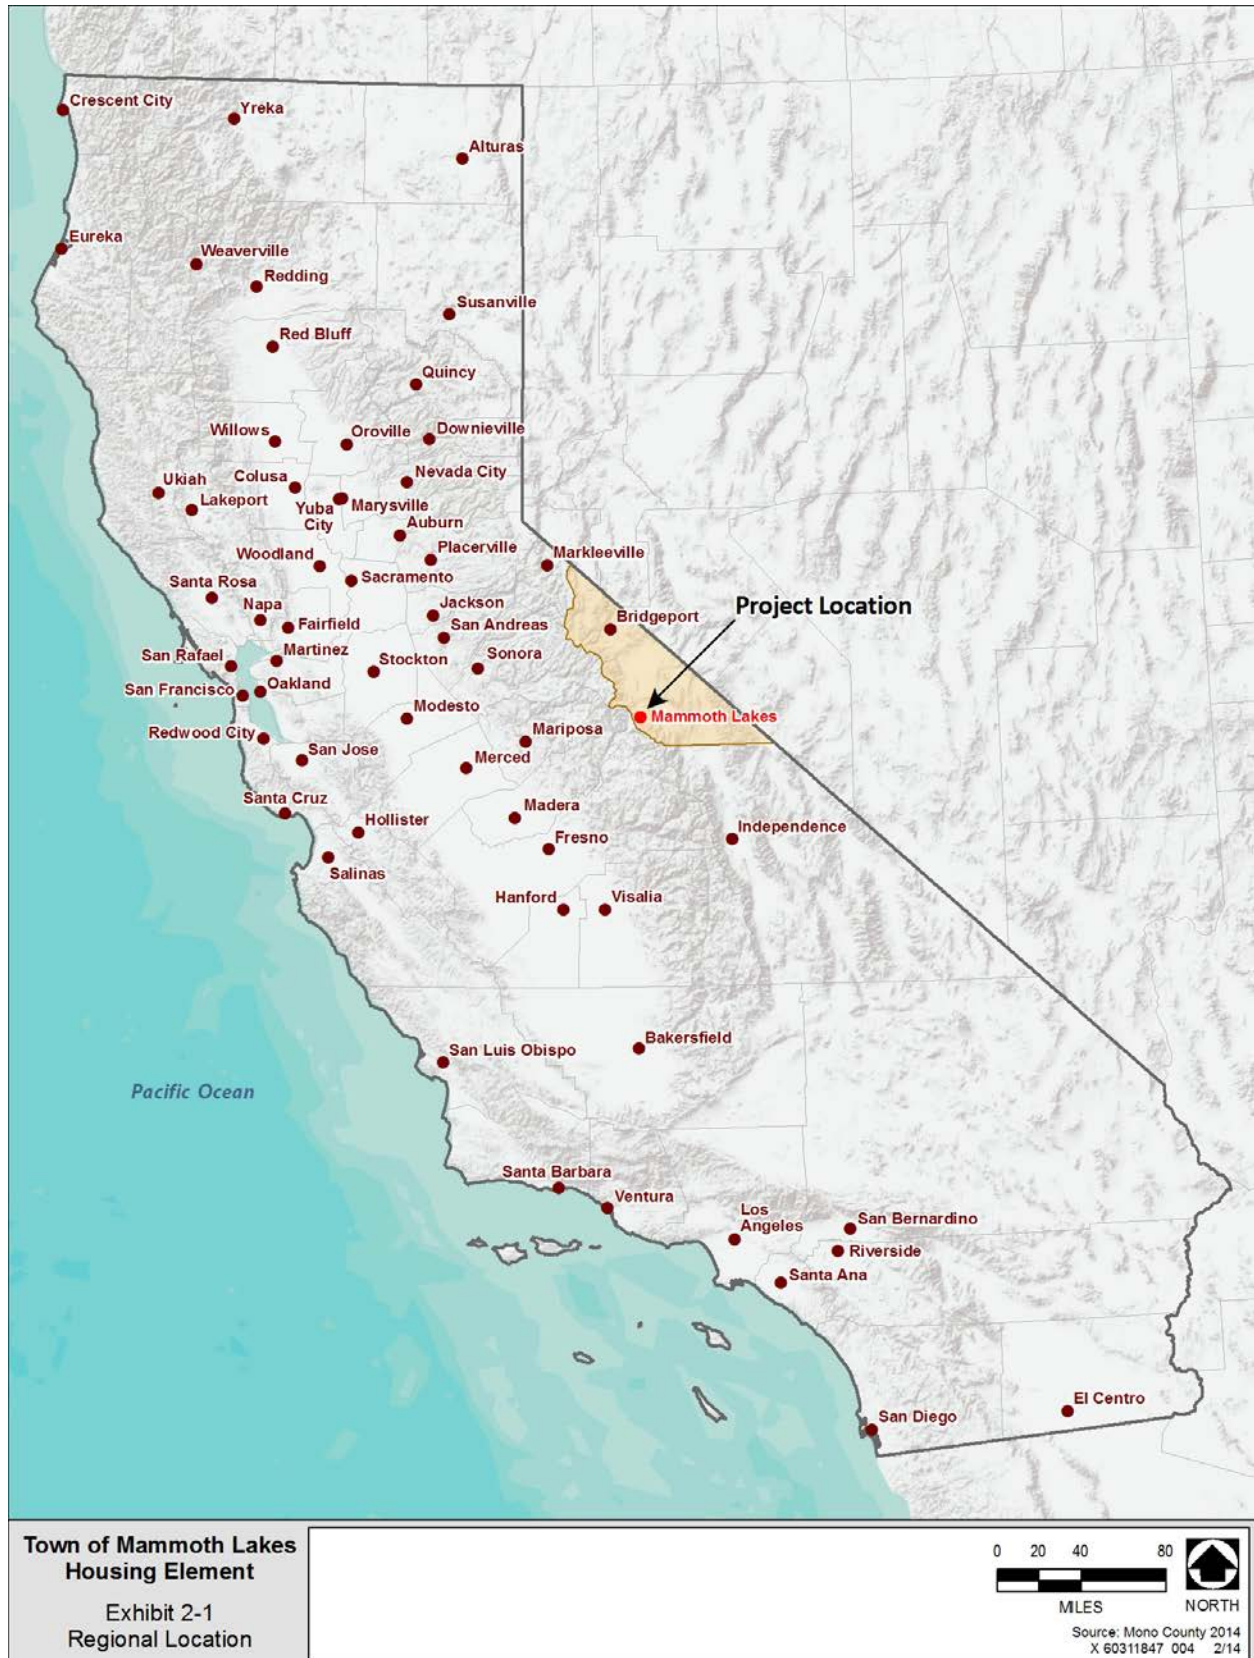 Crescent City
Yreka
Alturas
Eureka
Weaverville
Redding
Susanville
Red Bluff
Quincy
Willows
Oroville
Downieville
Ukiah
Colusa
Nevada City
Lakeport
Yuba
City
Marysville
Auburn
Woodland
Placerville
Markleeville
Santa Rosa
Sacramento
Napa
Jackson
Project Location
Fairfield
San Andreas
Bridgeport
San Rafael
Martinez
Stockton
Sonora
San Francisco
Oakland
Modesto
Mammoth Lakes
Redwood City
San Jose
Mariposa
Merced
Santa Cruz
Hollister
Madera
Independence
Fresno
Salinas
Hanford
Visalia
San Luis Obispo
Bakersfield
Pacific Ocean
Santa Barbara
Ventura
Los
Angeles
San Bernardino
Riverside
Santa Ana
El Centro
San Diego
Town of Mammoth Lakes
Housing Element
Exhibit 2-1
Regional Location
0 20 40 80
MILES
NORTH
Source: Mono County 2014
X 60311847 004 2/14